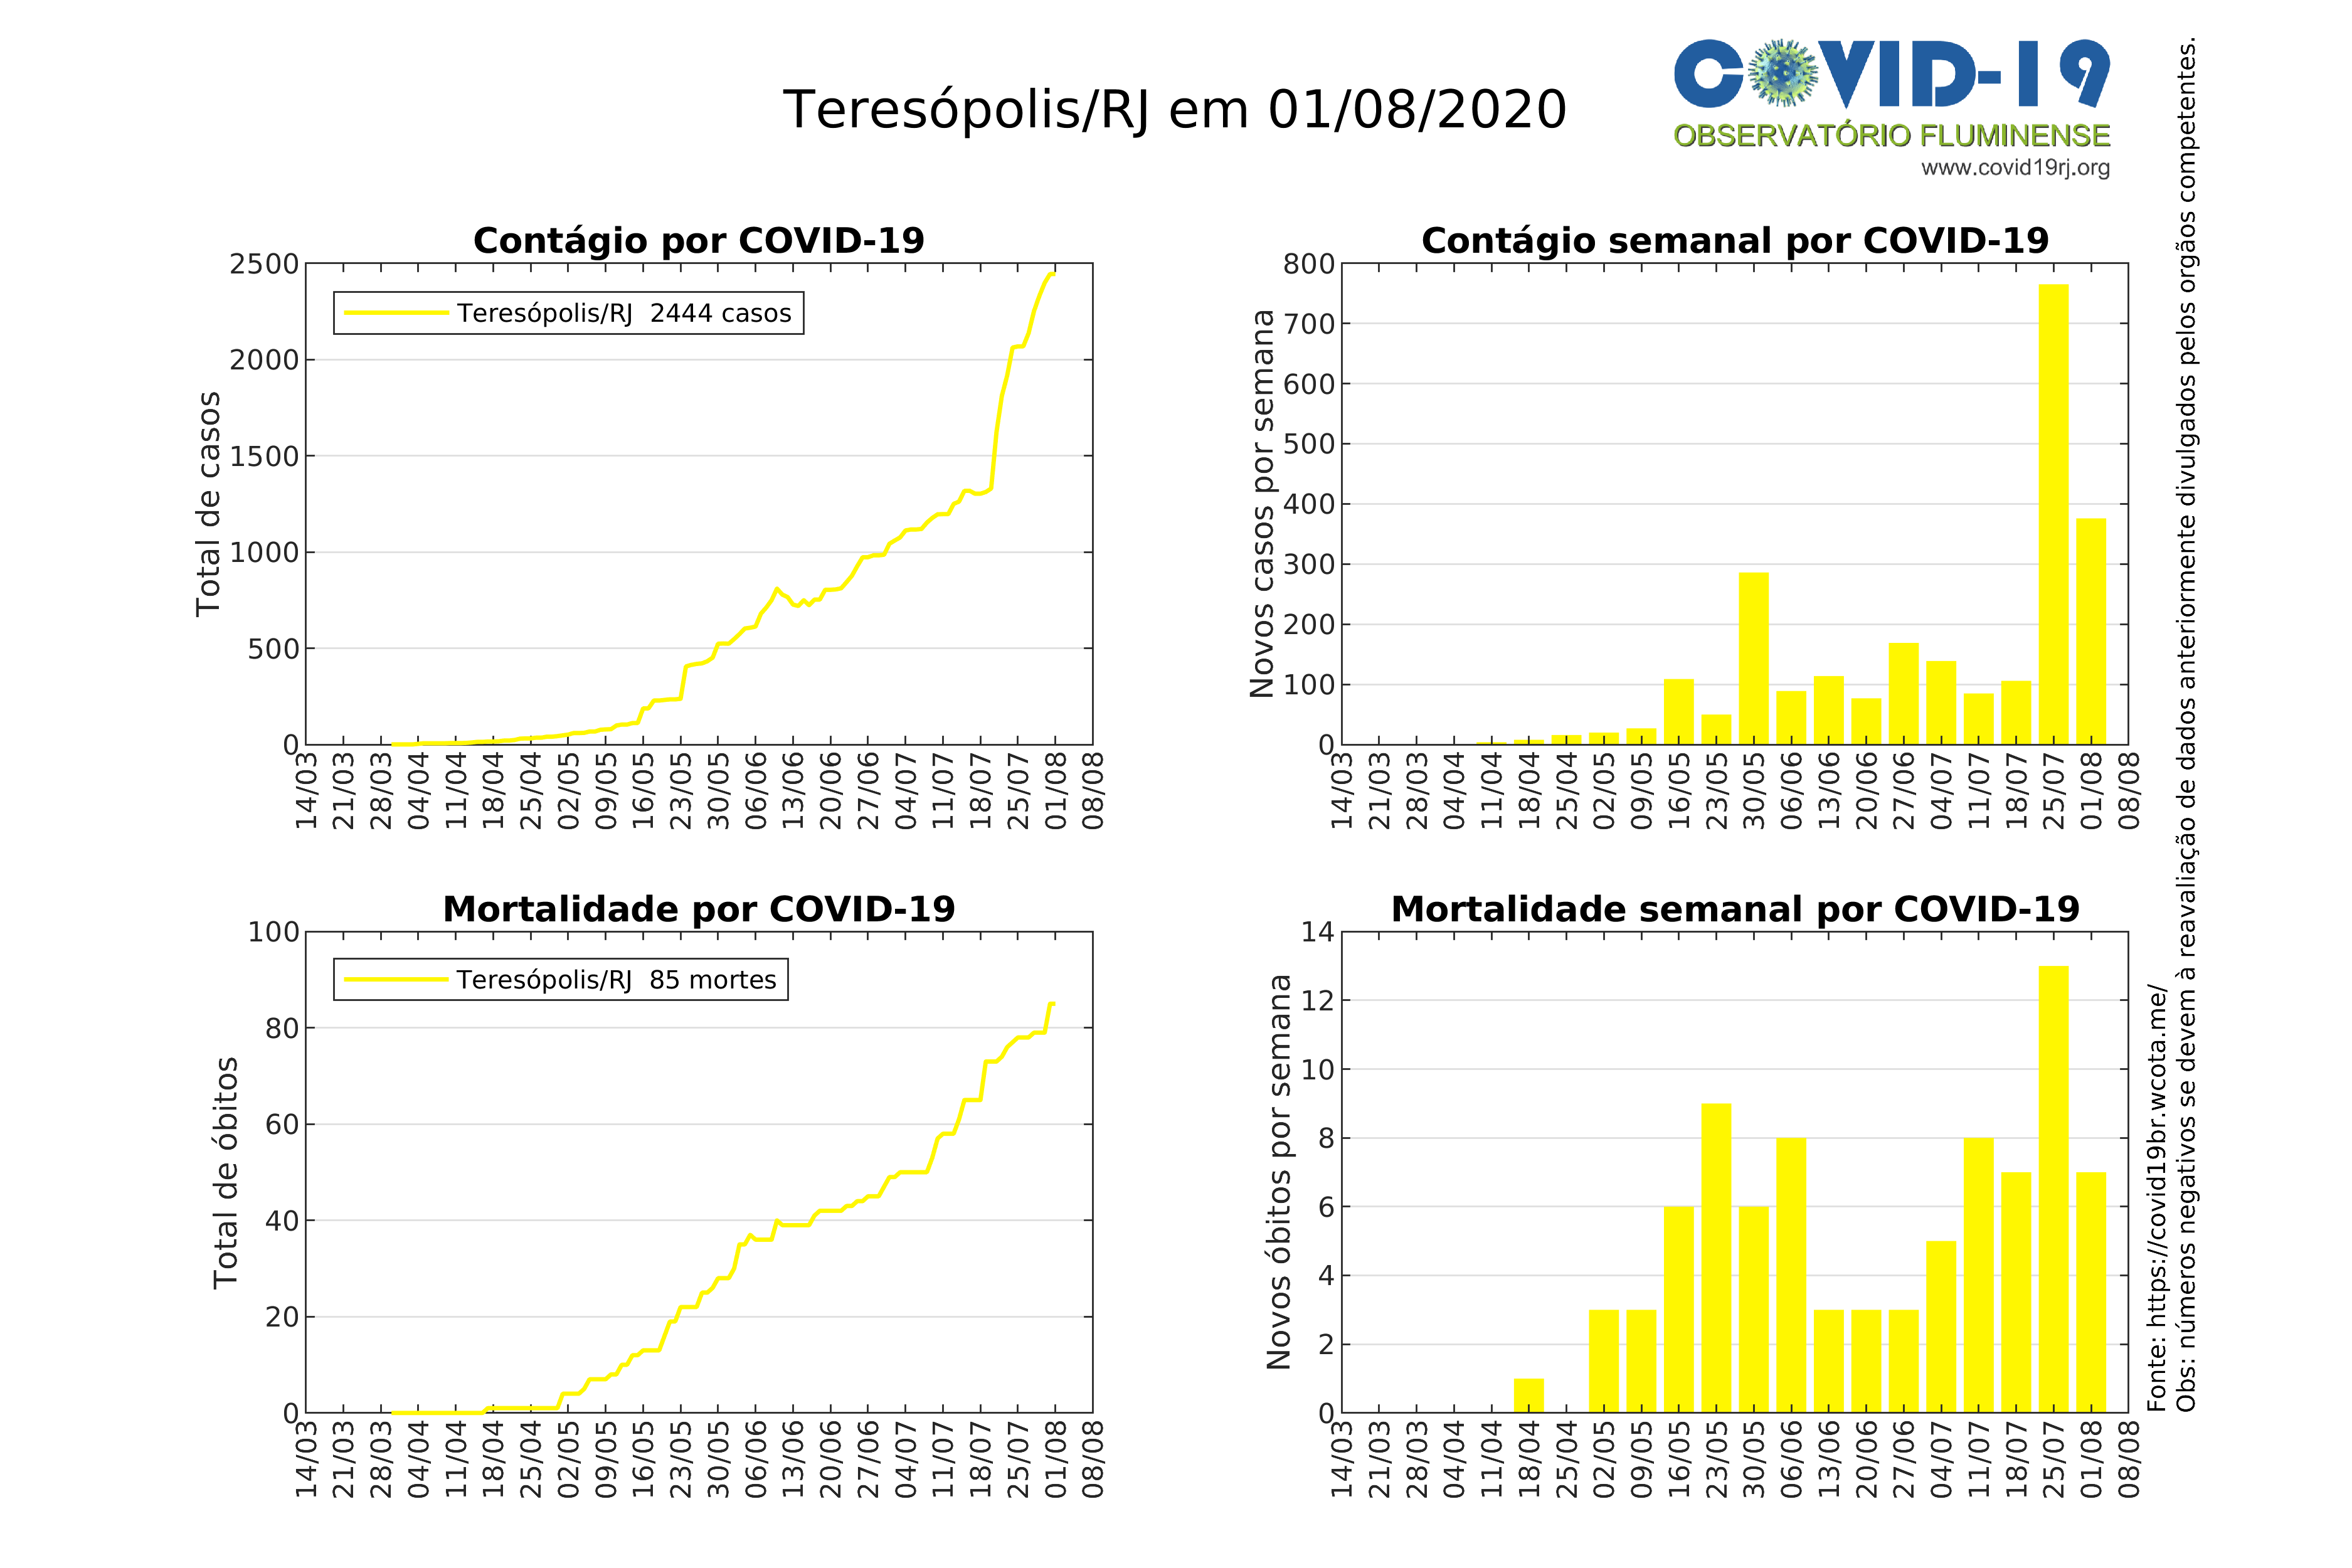 Teresópolis/RJ em 01/08/2020
COVID-19
OBSERVATÓRIO FLUMINENSE
www.covid19rj.org
Contágio por COVID-19
Total de casos
2500
2000
1500
1000
500
0
Teresópolis/RJ 2444 casos
14/03 21/03 28/03 04/04 11/04 18/04 25/04 02/05 09/05 16/05 23/05 30/05 06/06 13/06 20/06 27/06 04/07 11/07 18/07 25/07 01/08 08/08
Contágio semanal por COVID-19
Novos casos por semana
800
700
600
500
400
300
200
100
0
14/03 21/03 28/03 04/04 11/04 18/04 25/04 02/05 09/05 16/05 23/05 30/05 06/06 13/06 20/06 27/06 04/07 11/07 18/07 25/07 01/08 08/08
Mortalidade por COVID-19
Total de óbitos
100
80
60
40
20
0
Teresópolis/RJ 85 mortes
14/03 21/03 28/03 04/04 11/04 18/04 25/04 02/05 09/05 16/05 23/05 30/05 06/06 13/06 20/06 27/06 04/07 11/07 18/07 25/07 01/08 08/08
Mortalidade semanal por COVID-19
Novos óbitos por semana
14
12
10
8
6
4
2
0
14/03 21/03 28/03 04/04 11/04 18/04 25/04 02/05 09/05 16/05 23/05 30/05 06/06 13/06 20/06 27/06 04/07 11/07 18/07 25/07 01/08 08/08
Fonte: https://covid19br.wcota.me/
Obs: números negativos se devem à reavaliação de dados anteriormente divulgados pelos orgãos competentes.